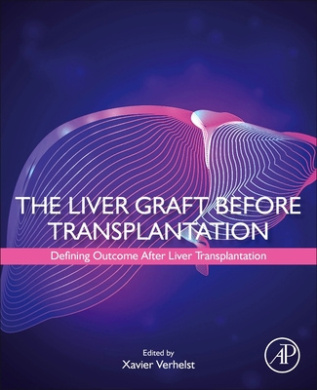 THE LIVER GRAFT BEFORE
TRANSPLANTATION
Defining Outcome After Liver Transplantation
Edited by
Xavier Verhelst
AP